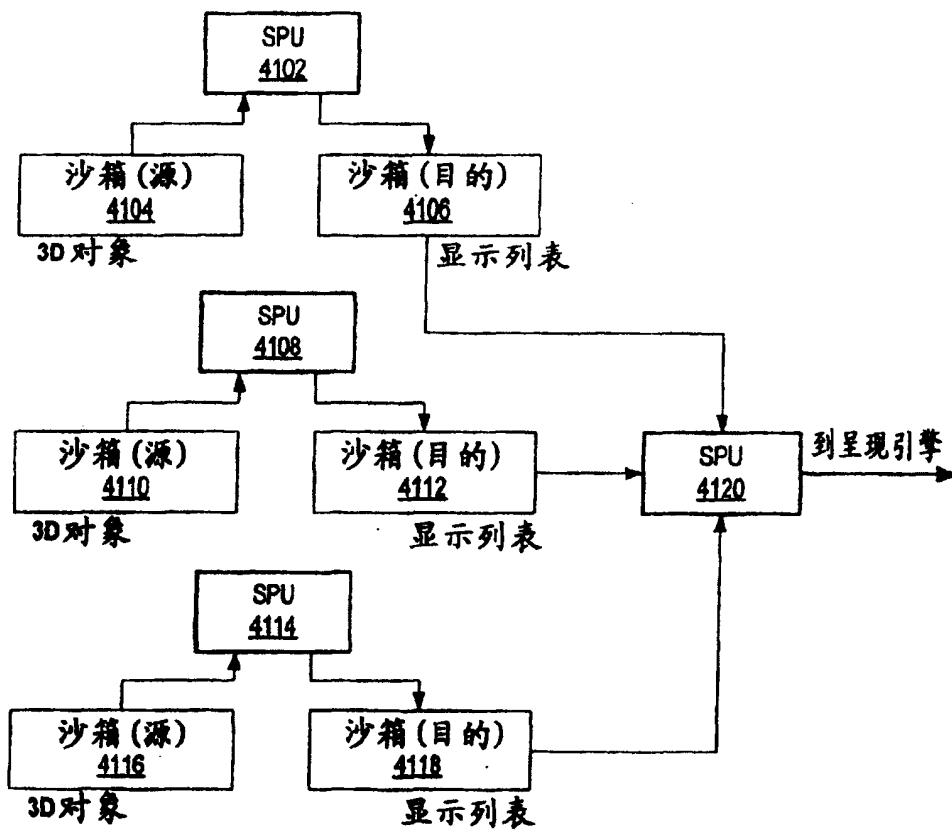 SPU
4102
沙箱(源)
4104
3D对象
沙箱(目的)
4106
显示列表
SPU
4108
沙箱(源)
4110
3D对象
沙箱(目的)
4112
显示列表
SPU
4120
到呈现引擎
SPU
4114
沙箱(源)
4116
3D对象
沙箱(目的)
4118
显示列表